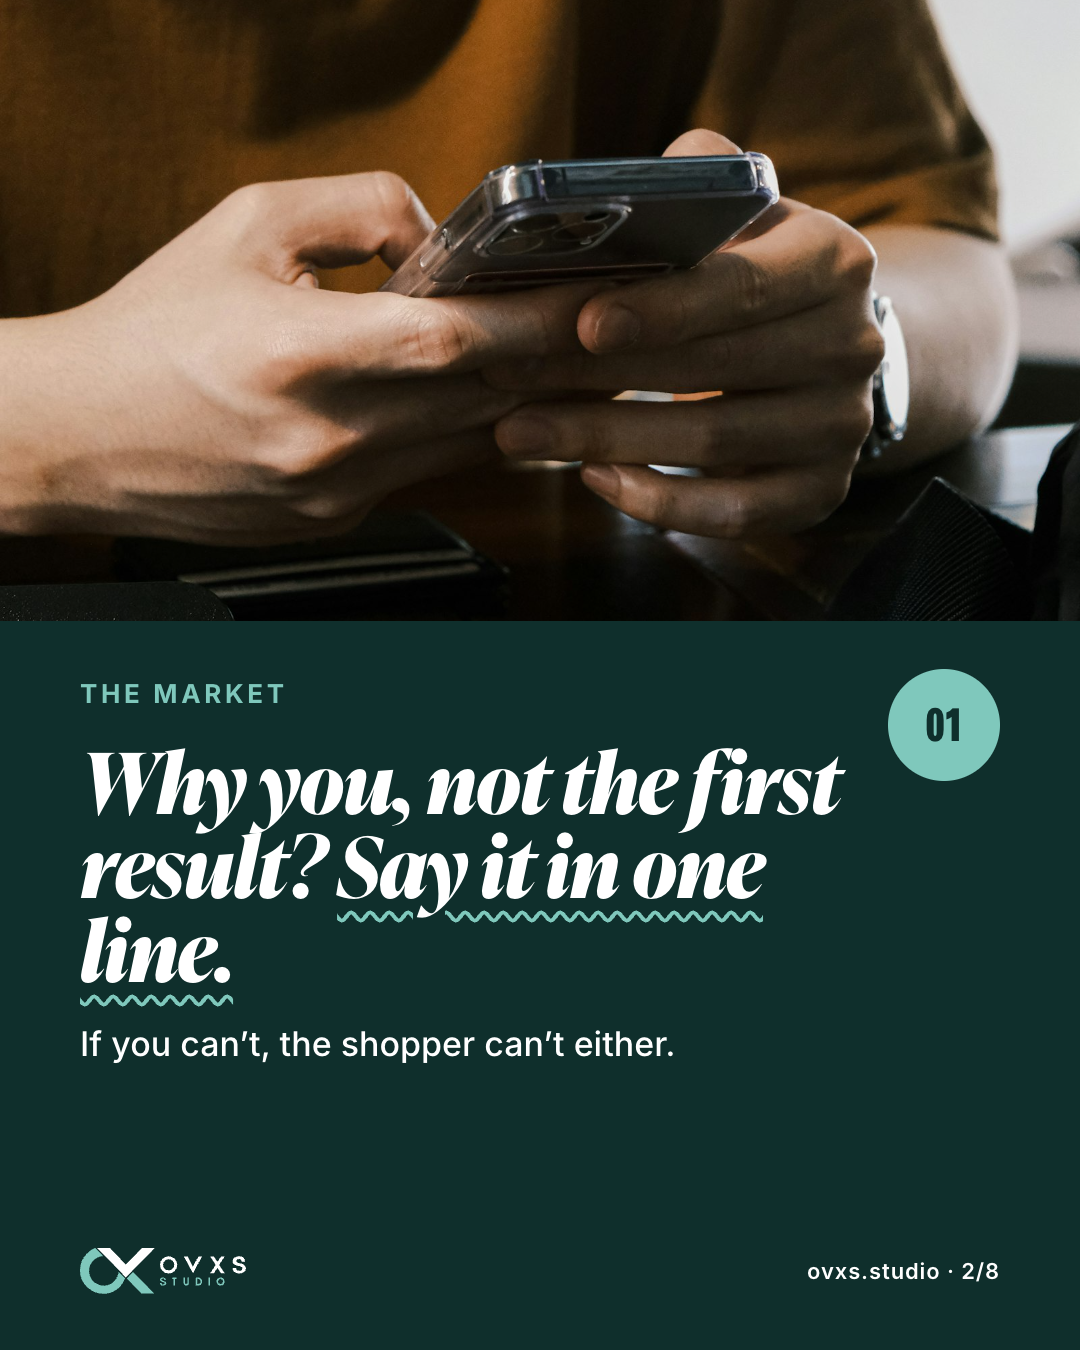 THE MARKET
01
Why you, not the first
result? Say it in one
line.
If you can’t, the shopper can’t either.
OVXS
STUDIO
ovxs.studio · 2/8